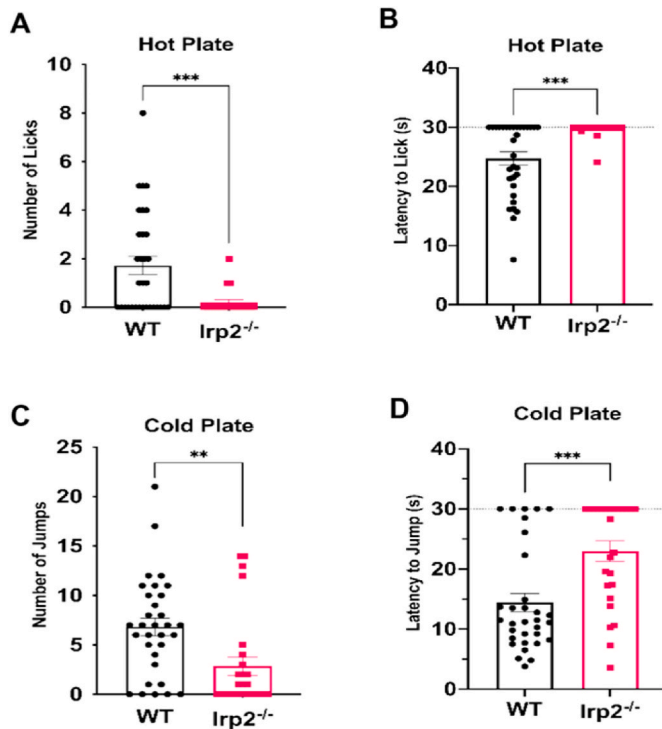 A
Hot Plate
***
Number of Licks
10
8
6
4
2
0
WT
Irp2-/-
B
Hot Plate
***
Latency to Lick (s)
40
30
20
10
0
WT
Irp2-/-
C
Cold Plate
**
Number of Jumps
25
20
15
10
5
0
WT
Irp2-/-
D
Cold Plate
***
Latency to Jump (s)
40
30
20
10
0
WT
Irp2-/-